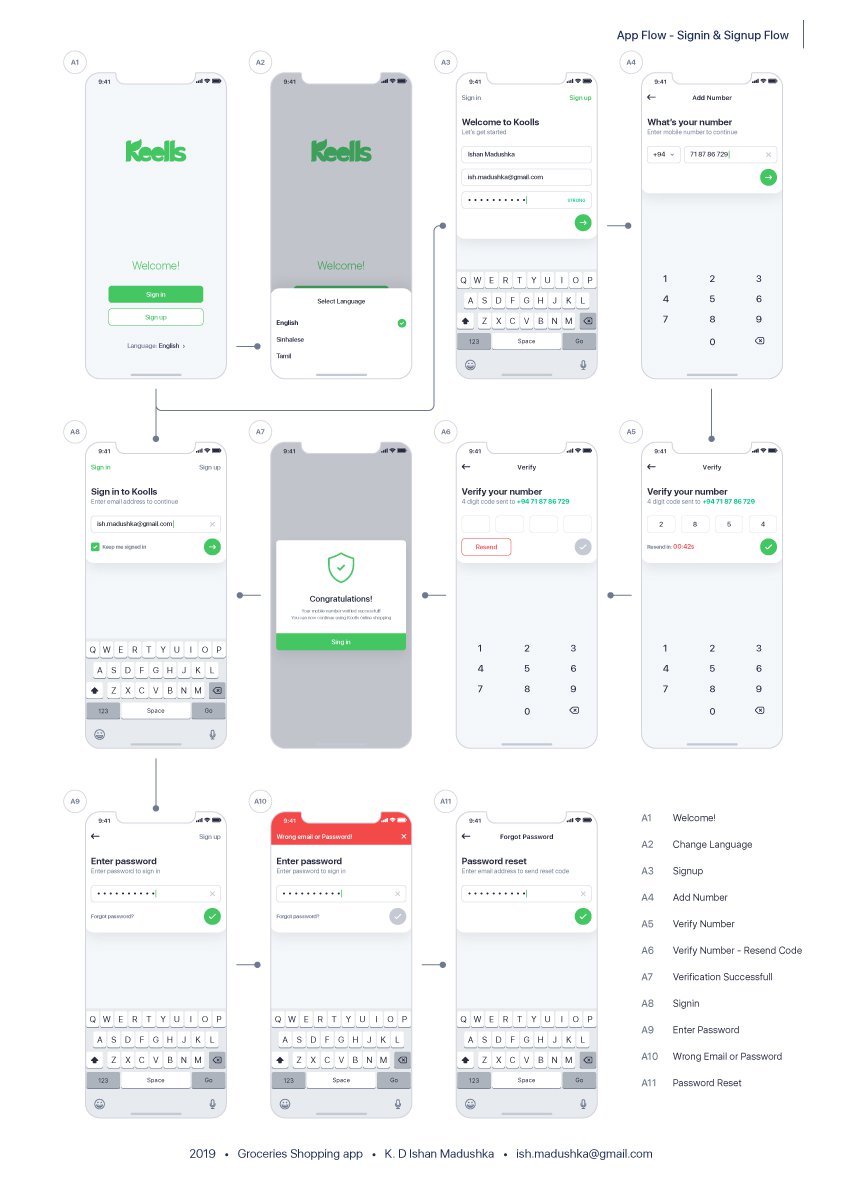 App Flow - Signin & Signup Flow
A1
9:41
Keells
Welcome!
Sign in
Sign up
Language: English ›
A2
9:41
Keells
Welcome!
Select Language
English
Sinhalese
Tamil
A3
9:41
Sign in Sign up
Welcome to Koolls
Let's get started
Ishan Madushka
ish.madushka@gmail.com
STRONG
Q W E R T Y U I O P
A S D F G H J K L
Z X C V B N M
123 Space Go
A4
9:41
Add Number
What's your number
Enter mobile number to continue
+94 71 87 86 729
1 2 3
4 5 6
7 8 9
0
A8
9:41
Sign in Sign up
Sign in to Koolls
Enter email address to continue
ish.madushka@gmail.com
Keep me signed in
Q W E R T Y U I O P
A S D F G H J K L
Z X C V B N M
123 Space Go
A7
9:41
Congratulations!
Your mobile number
You can now continue using Koolls online shopping
Sing in
A6
9:41
Verify
Verify your number
4 digit code sent to +94 71 87 86 729
Resend
1 2 3
4 5 6
7 8 9
0
A5
9:41
Verify
Verify your number
4 digit code sent to +94 71 87 86 729
2 8 5 4
Resend in: 00:42s
1 2 3
4 5 6
7 8 9
0
A9
9:41
Sign up
Enter password
Enter password to sign in
Forgot password?
Q W E R T Y U I O P
A S D F G H J K L
Z X C V B N M
123 Space Go
A10
9:41
Wrong email or Password!
Enter password
Enter password to sign in
Forgot password?
Q W E R T Y U I O P
A S D F G H J K L
Z X C V B N M
123 Space Go
A11
9:41
Forgot Password
Password reset
Enter email address to send reset code
Q W E R T Y U I O P
A S D F G H J K L
Z X C V B N M
123 Space Go
A1 Welcome!
A2 Change Language
A3 Signup
A4 Add Number
A5 Verify Number
A6 Verify Number - Resend Code
A7 Verification Successfull
A8 Signin
A9 Enter Password
A10 Wrong Email or Password
A11 Password Reset
2019 • Groceries Shopping app • K. D Ishan Madushka • ish.madushka@gmail.com